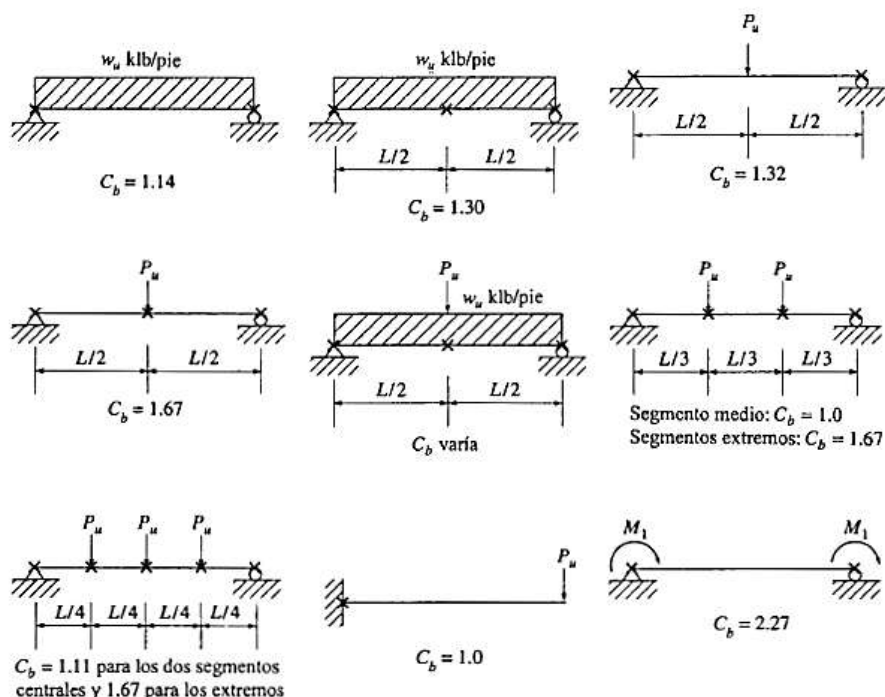 w_u klb/pie
C_b = 1.14
w_u klb/pie
L/2 L/2
C_b = 1.30
P_u
L/2 L/2
C_b = 1.32
P_u
L/2 L/2
C_b = 1.67
P_u
w_u klb/pie
L/2 L/2
C_b varía
P_u P_u
L/3 L/3 L/3
Segmento medio: C_b = 1.0
Segmentos extremos: C_b = 1.67
P_u P_u P_u
L/4 L/4 L/4 L/4
C_b = 1.11 para los dos segmentos
centrales y 1.67 para los extremos
P_u
C_b = 1.0
M_1 M_1
C_b = 2.27